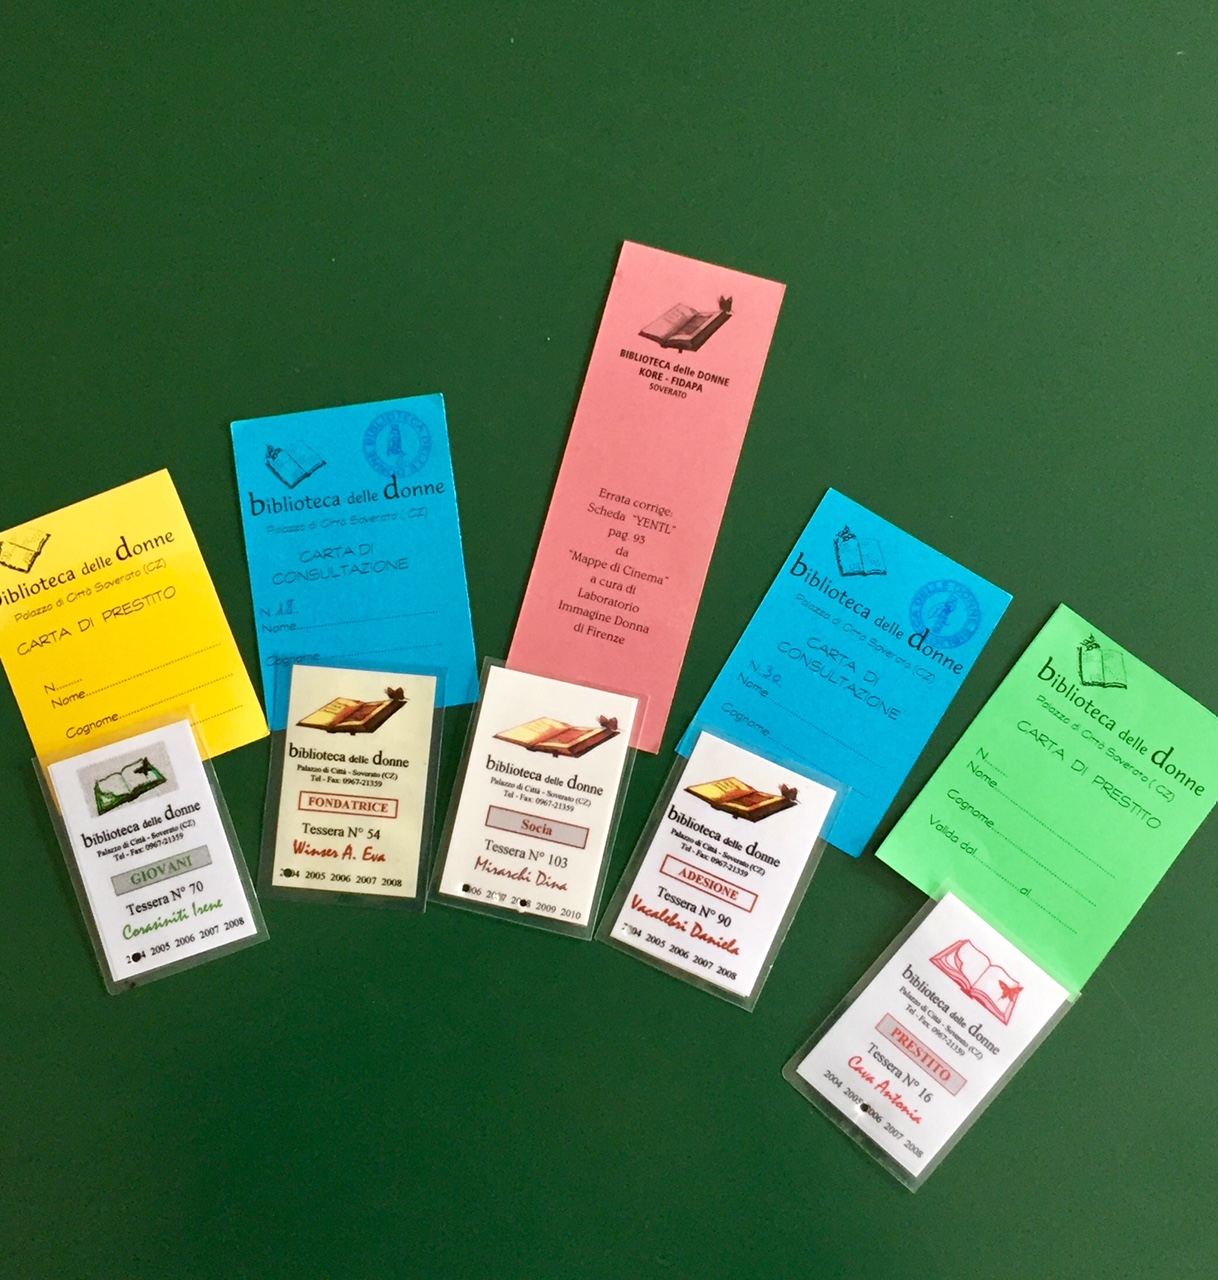 biblioteca delle donne
Palazzo di Città Soverato (CZ)
CARTA DI PRESTITO
N.........
Nome
Cognome
biblioteca delle donne
Palazzo di Città Soverato ( CZ)
CARTA DI
CONSULTAZIONE
N. 18
Nome
Cognome
BIBLIOTECA delle DONNE
KORE - FIDAPA
SOVERATO
Errata corrige:
Scheda "YENTL"
pag. 93
da
"Mappe di Cinema"
a cura di
Laboratorio
Immagine Donna
di Firenze
biblioteca delle donne
Palazzo di Città Soverato (CZ)
CARTA DI
CONSULTAZIONE
N. 30
Nome
Cognome
biblioteca delle donne
Palazzo di Città Soverato ( CZ)
CARTA DI PRESTITO
N.......
Nome
Cognome
Valida dal...............al
biblioteca delle donne
Palazzo di Città - Soverato (CZ)
Tel - Fax: 0967-21359
GIOVANI
Tessera N° 70
Corasiniti Irene
2005 2006 2007 2008
biblioteca delle donne
Palazzo di Città - Soverato (CZ)
Tel - Fax: 0967-21359
FONDATRICE
Tessera N° 54
Winser A. Eva
2005 2006 2007 2008
biblioteca delle donne
Palazzo di Città - Soverato (CZ)
Tel - Fax: 0967-21359
Socia
Tessera N° 103
Mirarchi Dina
2009 2010
biblioteca delle donne
Palazzo di Città - Soverato (CZ)
Tel - Fax: 0967-21359
ADESIONE
Tessera N° 90
Vacalebri Daniela
2005 2006 2007 2008
biblioteca delle donne
Palazzo di Città - Soverato (CZ)
Tel - Fax: 0967-21359
PRESTITO
Tessera N° 16
Cava Antonia
2004 2005 2006 2007 2008